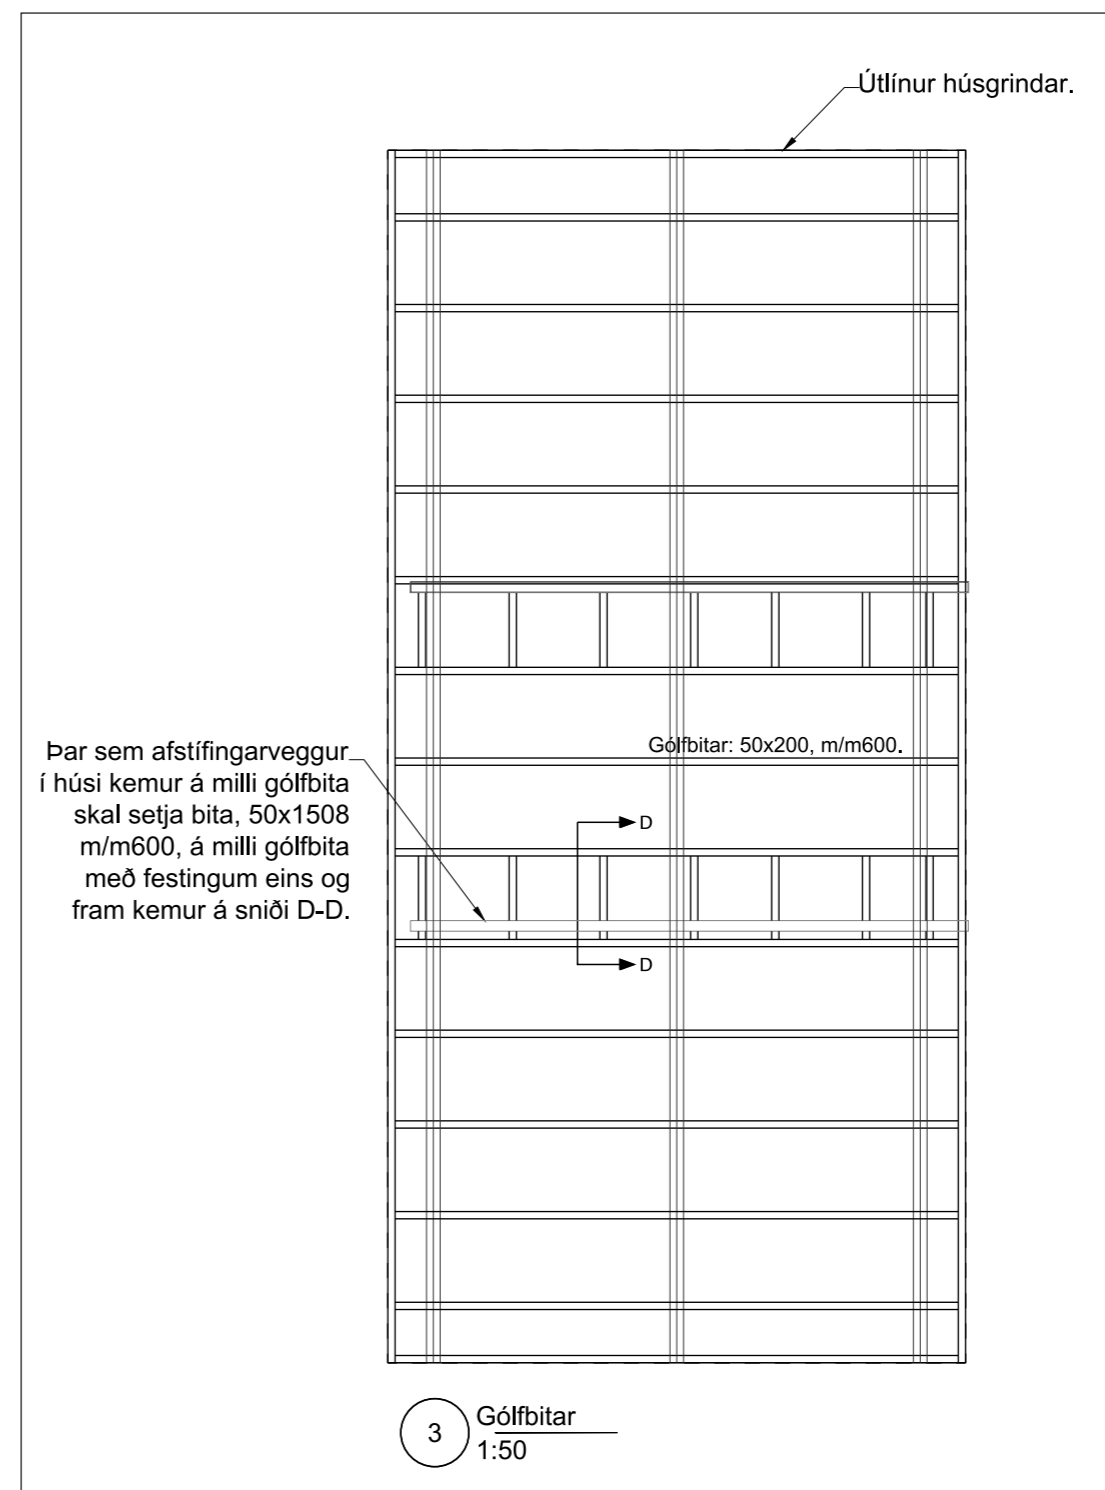 Útlínur húsgrindar.
Þar sem afstífingarveggur
í húsi kemur á milli gólfbita
skal setja bita, 50x1508
m/m600, á milli gólfbita
með festingum eins og
fram kemur á sniði D-D.
Gólfbitar: 50x200, m/m600.
D
D
3
Gólfbitar
1:50